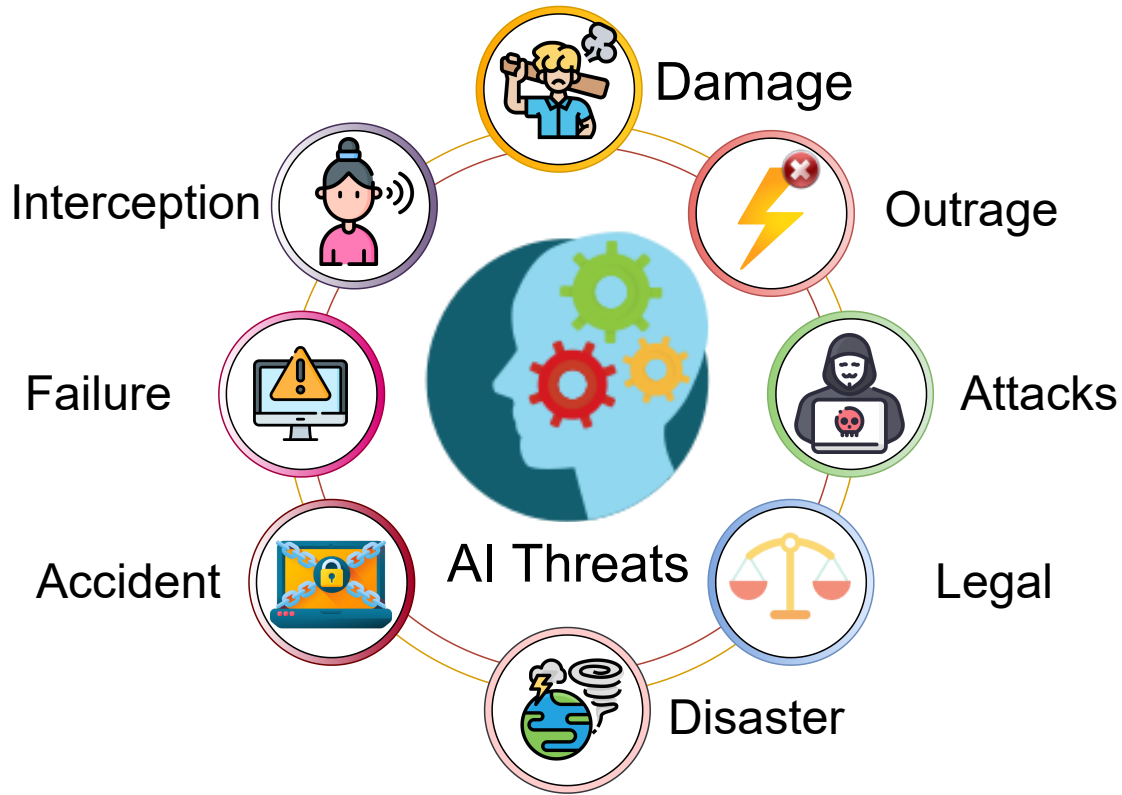 Damage
Interception
Outrage
Failure
Attacks
AI Threats
Accident
Legal
Disaster